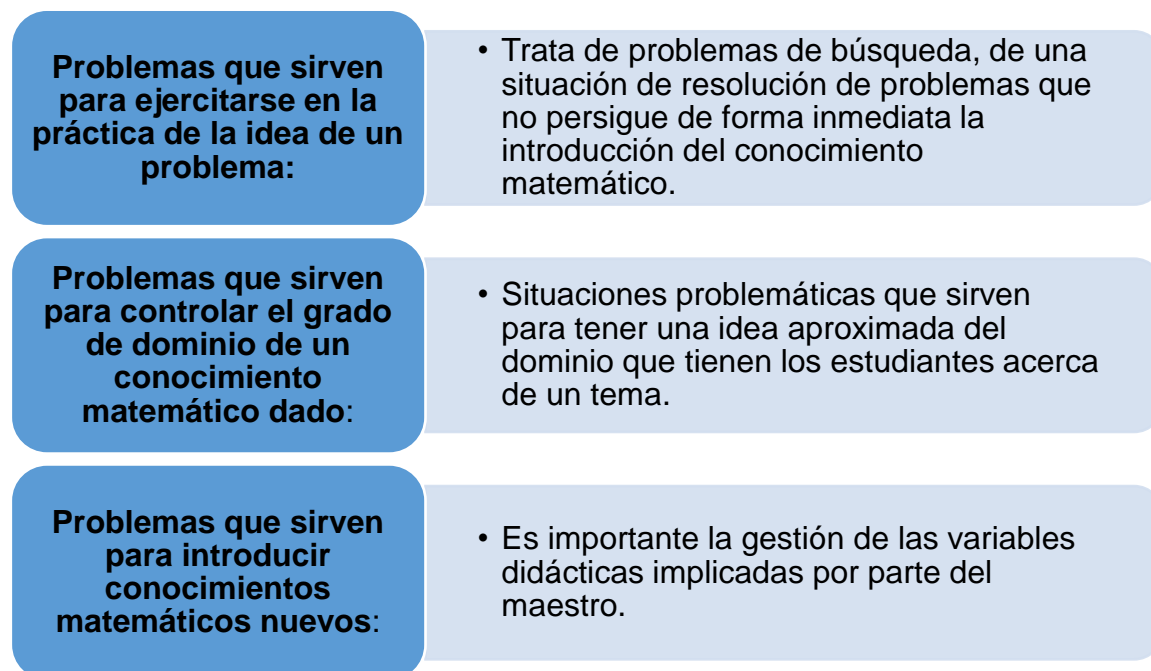 Problemas que sirven
para ejercitarse en la
práctica de la idea de un
problema:
• Trata de problemas de búsqueda, de una
situación de resolución de problemas que
no persigue de forma inmediata la
introducción del conocimiento
matemático.
Problemas que sirven
para controlar el grado
de dominio de un
conocimiento
matemático dado:
• Situaciones problemáticas que sirven
para tener una idea aproximada del
dominio que tienen los estudiantes acerca
de un tema.
Problemas que sirven
para introducir
conocimientos
matemáticos nuevos:
• Es importante la gestión de las variables
didácticas implicadas por parte del
maestro.